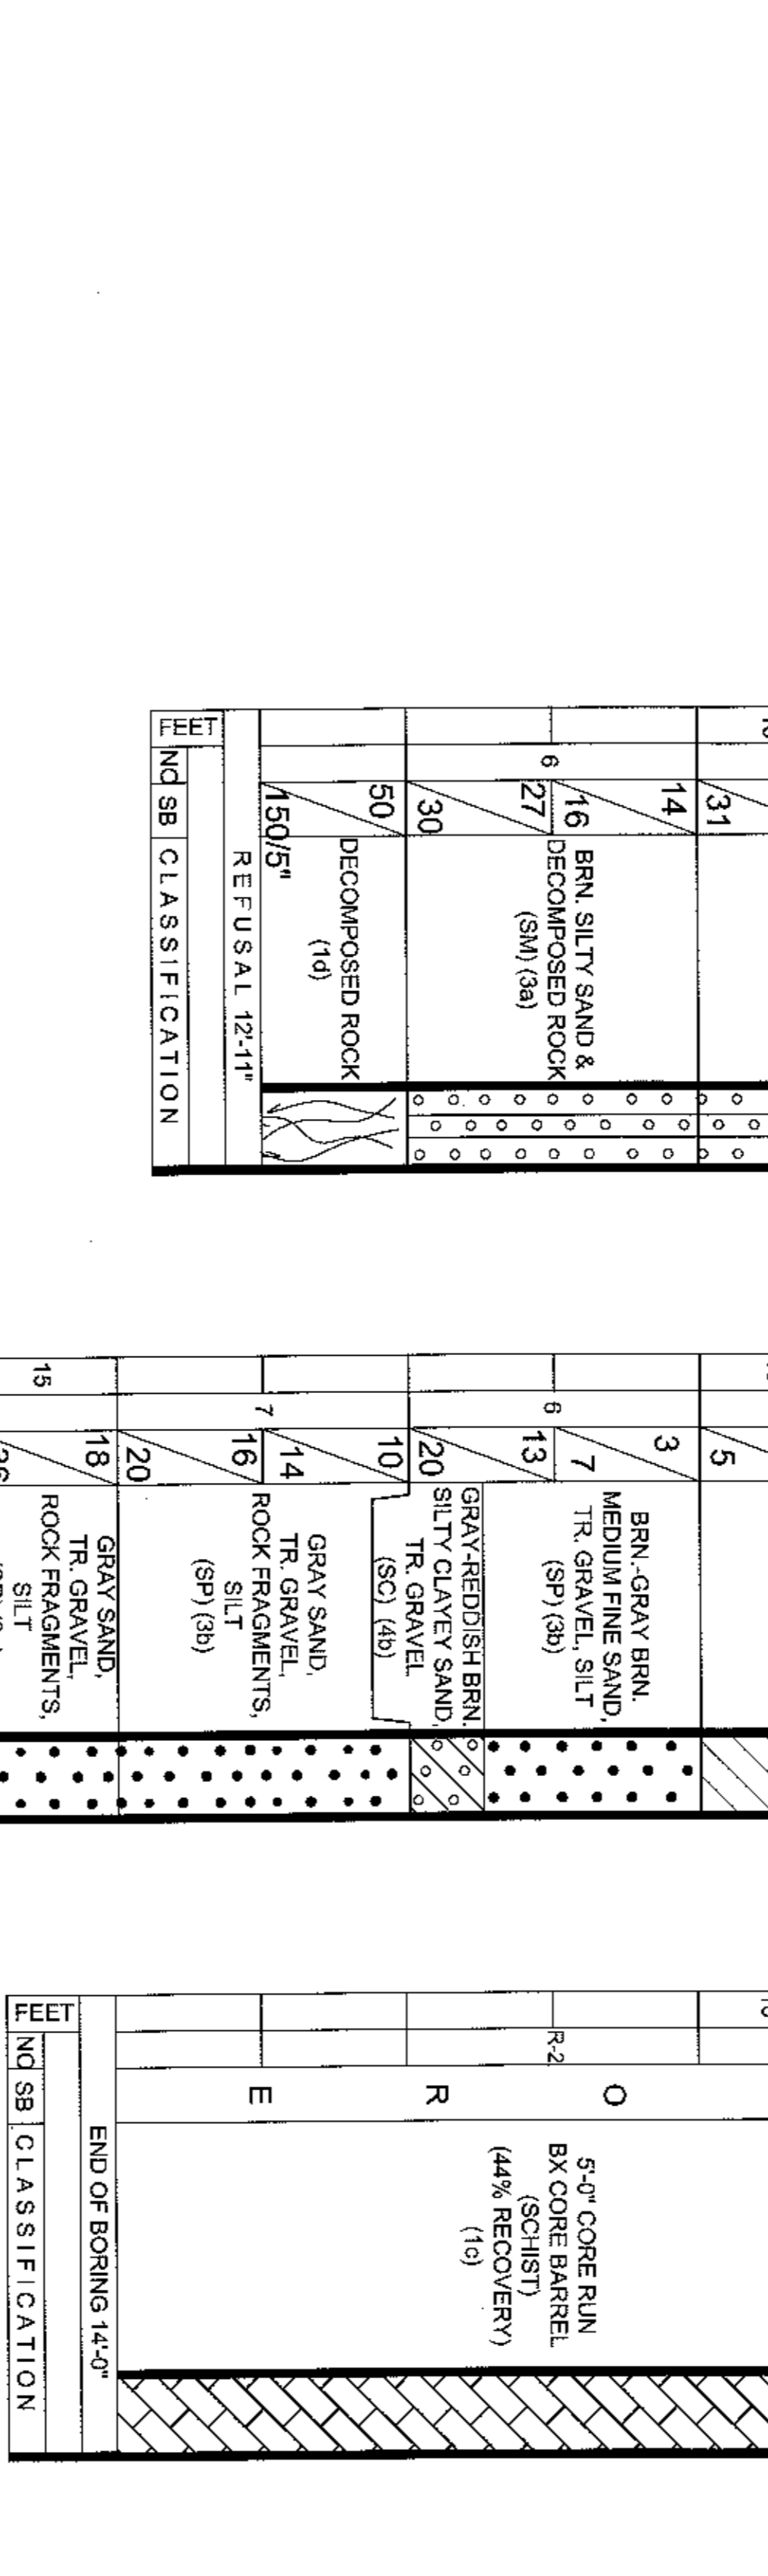 31
14
6
16
BRN. SILTY SAND &
27
DECOMPOSED ROCK
(SM) (3a)
30
50
DECOMPOSED ROCK
(1d)
150/5"
REFUSAL 12'-11"
FEET
NO SB CLASSIFICATION
5
3
BRN.-GRAY BRN.
MEDIUM FINE SAND,
7
TR. GRAVEL, SILT
6
(SP) (3b)
13
GRAY-REDDISH BRN.
20
SILTY CLAYEY SAND,
TR. GRAVEL
10
(SC) (4b)
GRAY SAND,
14
TR. GRAVEL,
7
ROCK FRAGMENTS,
16
SILT
(SP) (3b)
20
18
GRAY SAND,
TR. GRAVEL,
15
ROCK FRAGMENTS,
SILT
O
5'-0" CORE RUN
R-2
BX CORE BARREL
(SCHIST)
(44% RECOVERY)
R
(1c)
E
END OF BORING 14'-0"
FEET
NO SB CLASSIFICATION